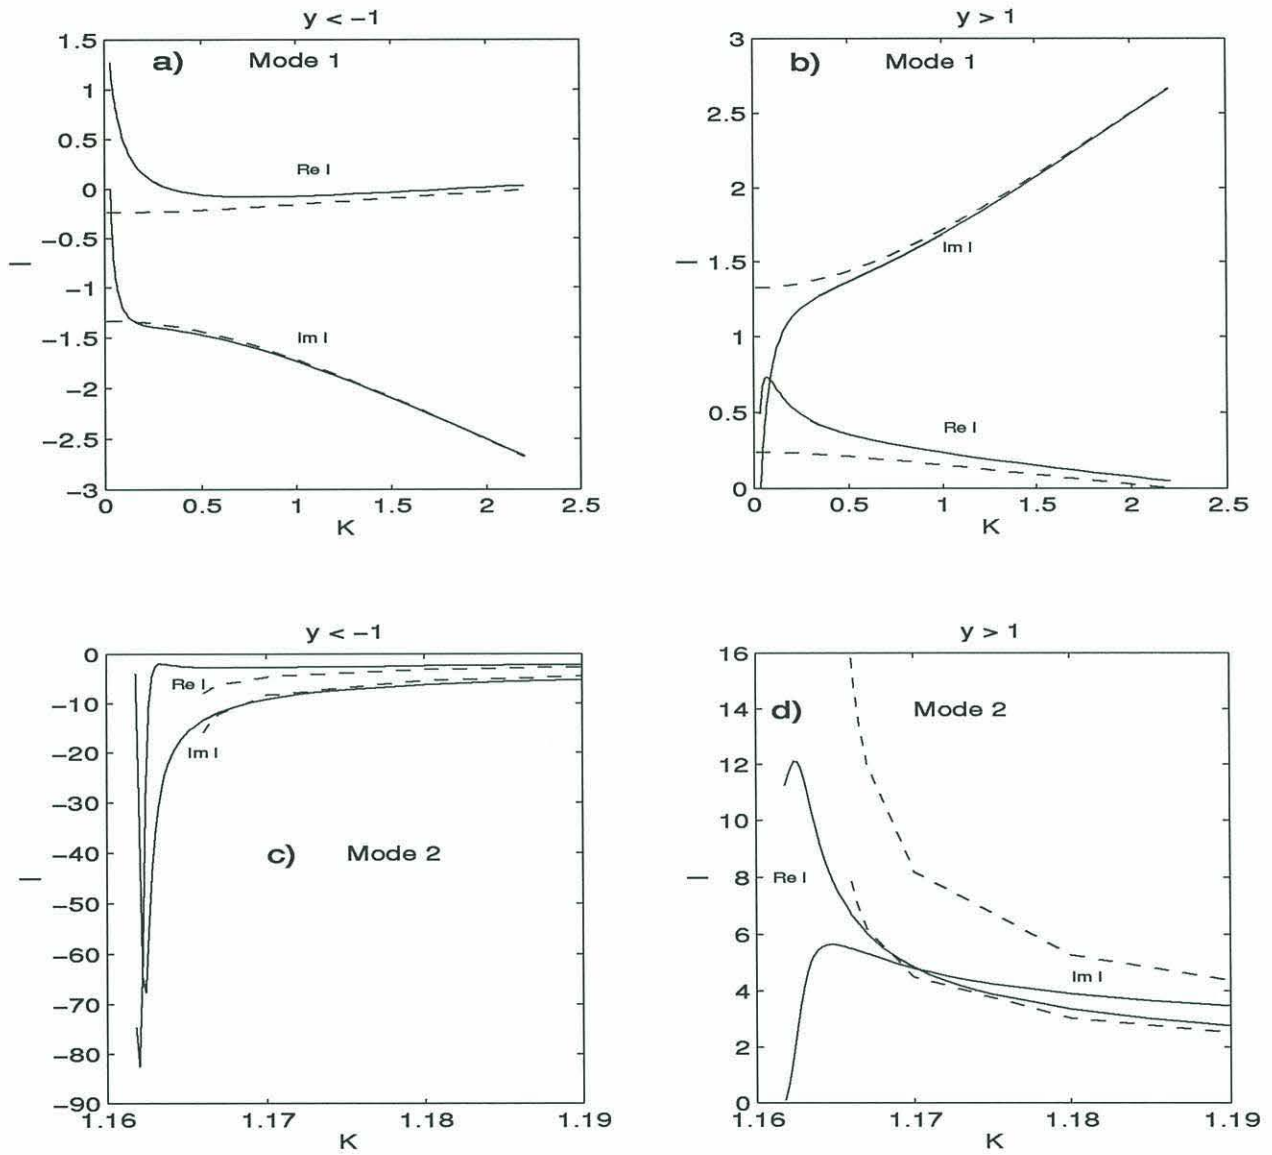 y < −1
a)
Mode 1
1.5
1
0.5
0
−0.5
−1
−1.5
−2
−2.5
−3
Re I
Im I
I
0 0.5 1 1.5 2 2.5
K
y > 1
b)
Mode 1
3
2.5
2
1.5
1
0.5
0
Im I
Re I
I
0 0.5 1 1.5 2 2.5
K
y < −1
0
−10
−20
−30
−40
−50
−60
−70
−80
−90
Re I
Im I
c)
Mode 2
I
1.16 1.17 1.18 1.19
K
y > 1
16
14
12
10
8
6
4
2
0
d)
Mode 2
Re I
Im I
I
1.16 1.17 1.18 1.19
K